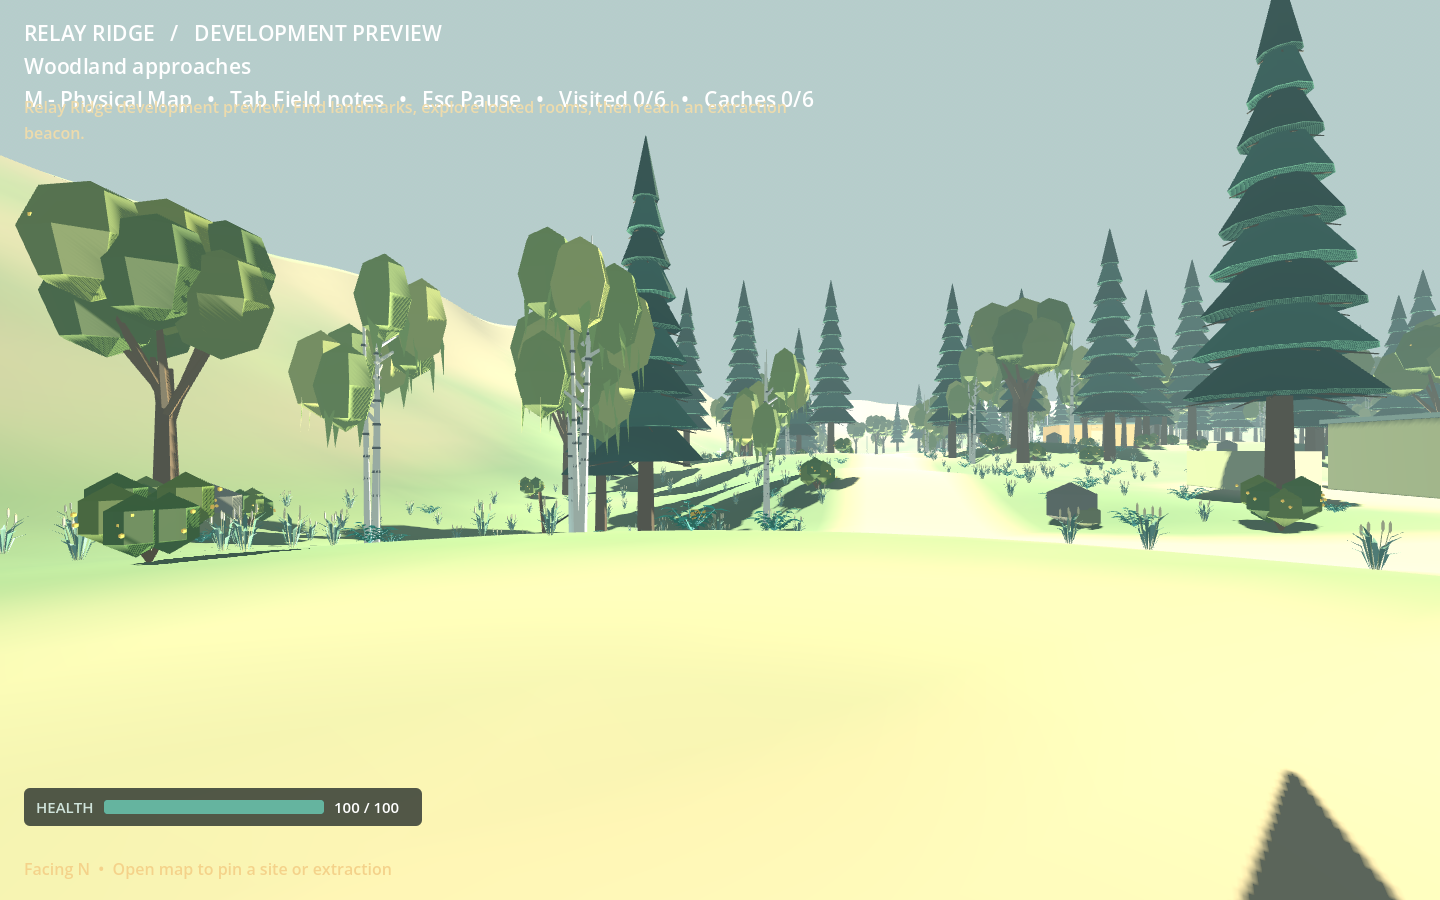 RELAY RIDGE / DEVELOPMENT PREVIEW
Woodland approaches
M - Physical Map • Tab Field notes • Esc Pause • Visited 0/6 • Caches 0/6
Relay Ridge development preview. Find landmarks, explore locked rooms, then reach an extraction
beacon.
HEALTH 100 / 100
Facing N • Open map to pin a site or extraction